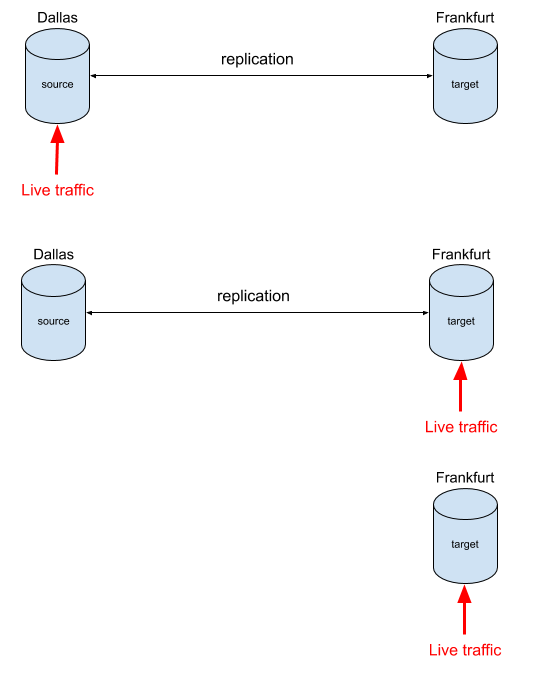 Dallas
Frankfurt
replication
source
target
Live traffic
Dallas
Frankfurt
replication
source
target
Live traffic
Frankfurt
target
Live traffic